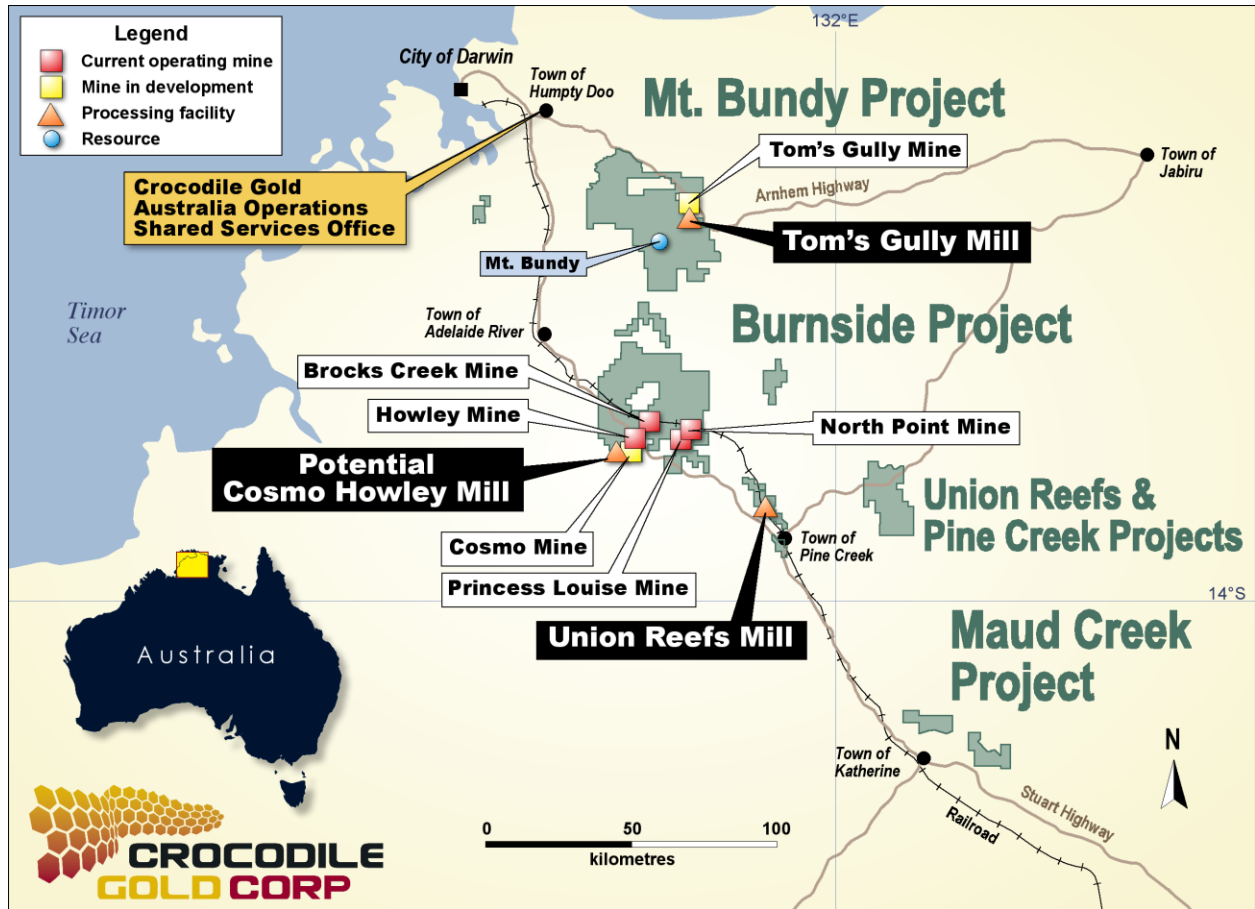 Legend
Current operating mine
Mine in development
Processing facility
Resource
132°E
City of Darwin
Town of
Humpty Doo
Mt. Bundy Project
Tom's Gully Mine
Town of
Jabiru
Arnhem Highway
Crocodile Gold
Australia Operations
Shared Services Office
Tom's Gully Mill
Mt. Bundy
Timor
Sea
Town of
Adelaide River
Burnside Project
Brocks Creek Mine
Howley Mine
North Point Mine
Potential
Cosmo Howley Mill
Union Reefs &
Pine Creek Projects
Cosmo Mine
Town of
Pine Creek
Princess Louise Mine
14°S
Union Reefs Mill
Maud Creek
Project
Australia
N
Town of
Katherine
Stuart Highway
Railroad
0 50 100
kilometres
CROCODILE
GOLD CORP